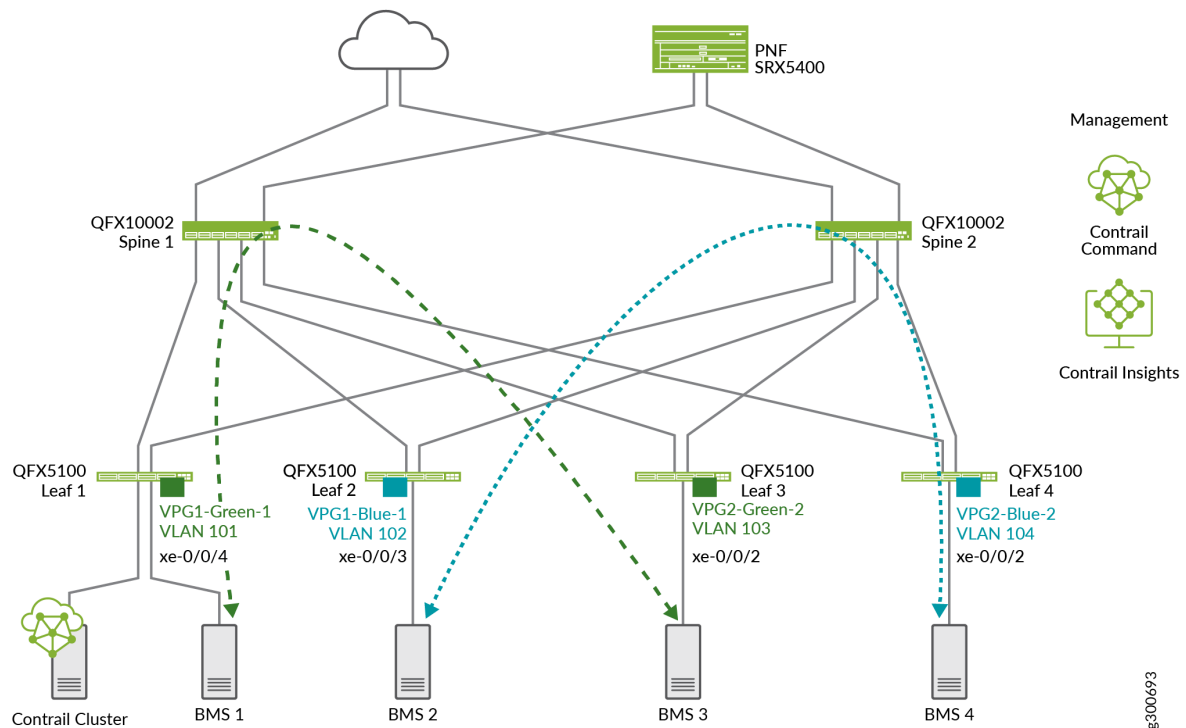 PNF
SRX5400
Management
Contrail
Command
Contrail Insights
QFX10002
Spine 1
QFX10002
Spine 2
QFX5100
Leaf 1
VPG1-Green-1
VLAN 101
xe-0/0/4
QFX5100
Leaf 2
VPG1-Blue-1
VLAN 102
xe-0/0/3
QFX5100
Leaf 3
VPG2-Green-2
VLAN 103
xe-0/0/2
QFX5100
Leaf 4
VPG2-Blue-2
VLAN 104
xe-0/0/2
Contrail Cluster
BMS 1
BMS 2
BMS 3
BMS 4
g300693